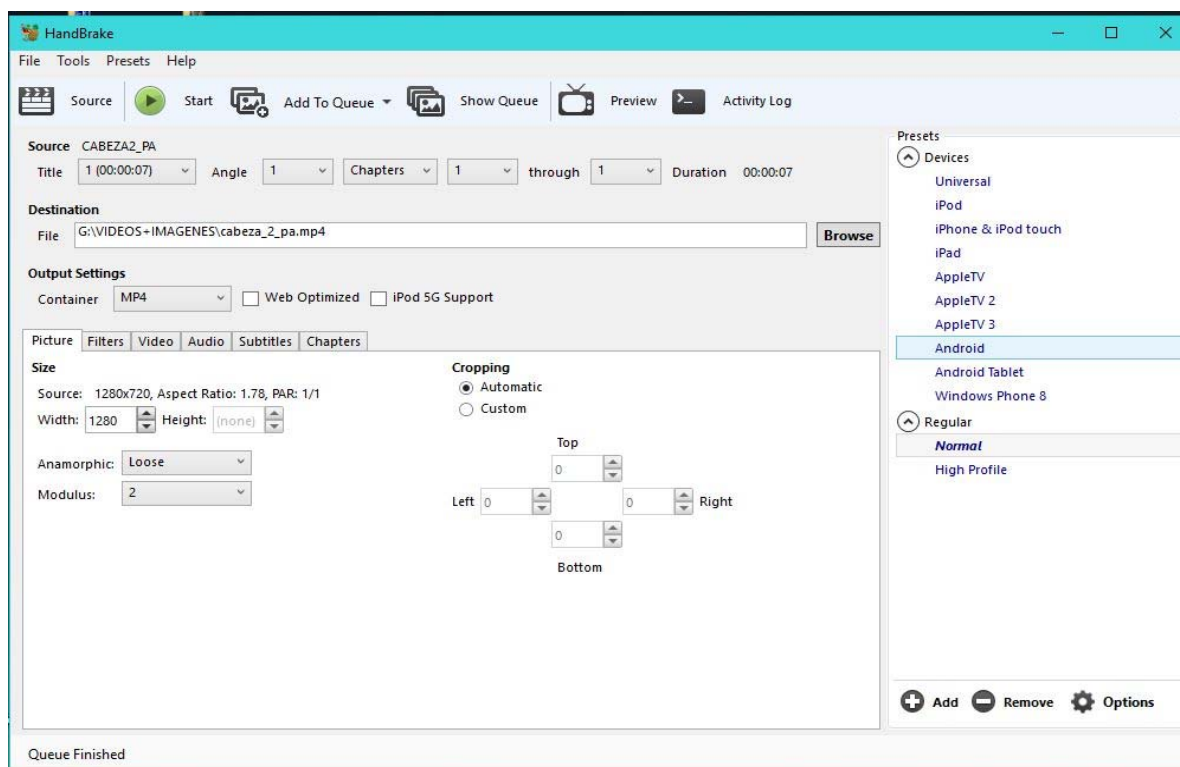 HandBrake
File Tools Presets Help
Source Start Add To Queue Show Queue Preview Activity Log
Source CABEZA2_PA
Title 1 (00:00:07) Angle 1 Chapters 1 through 1 Duration 00:00:07
Destination
File G:\VIDEOS+IMAGENES\cabeza_2_pa.mp4 Browse
Output Settings
Container MP4 Web Optimized iPod 5G Support
Picture Filters Video Audio Subtitles Chapters
Size
Source: 1280x720, Aspect Ratio: 1.78, PAR: 1/1
Width: 1280 Height: (none)
Anamorphic: Loose
Modulus: 2
Cropping
Automatic
Custom
Top
0
Left 0 0 Right
0
Bottom
Presets
Devices
Universal
iPod
iPhone & iPod touch
iPad
AppleTV
AppleTV 2
AppleTV 3
Android
Android Tablet
Windows Phone 8
Regular
Normal
High Profile
Add Remove Options
Queue Finished